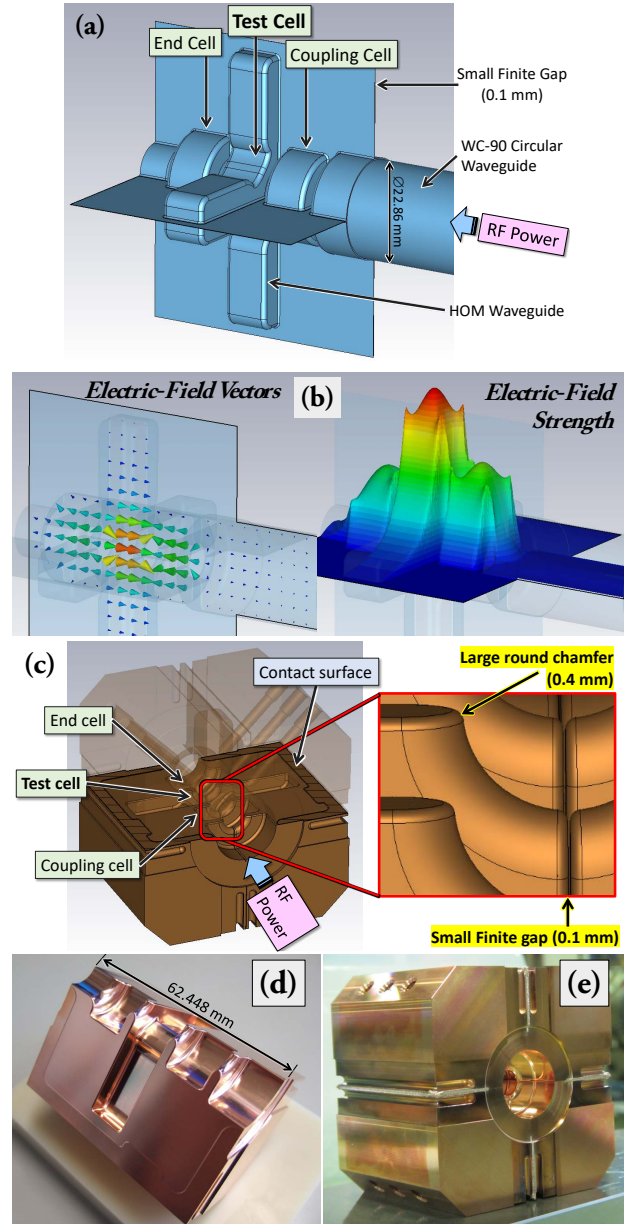 (a)
Test Cell
End Cell
Coupling Cell
Small Finite Gap
(0.1 mm)
WC-90 Circular
Waveguide
∅22.86 mm
RF Power
HOM Waveguide
Electric-Field Vectors
(b)
Electric-Field
Strength
(c)
Contact surface
Large round chamfer
(0.4 mm)
End cell
Test cell
Coupling cell
RF
Power
Small Finite gap (0.1 mm)
(d)
62.448 mm
(e)